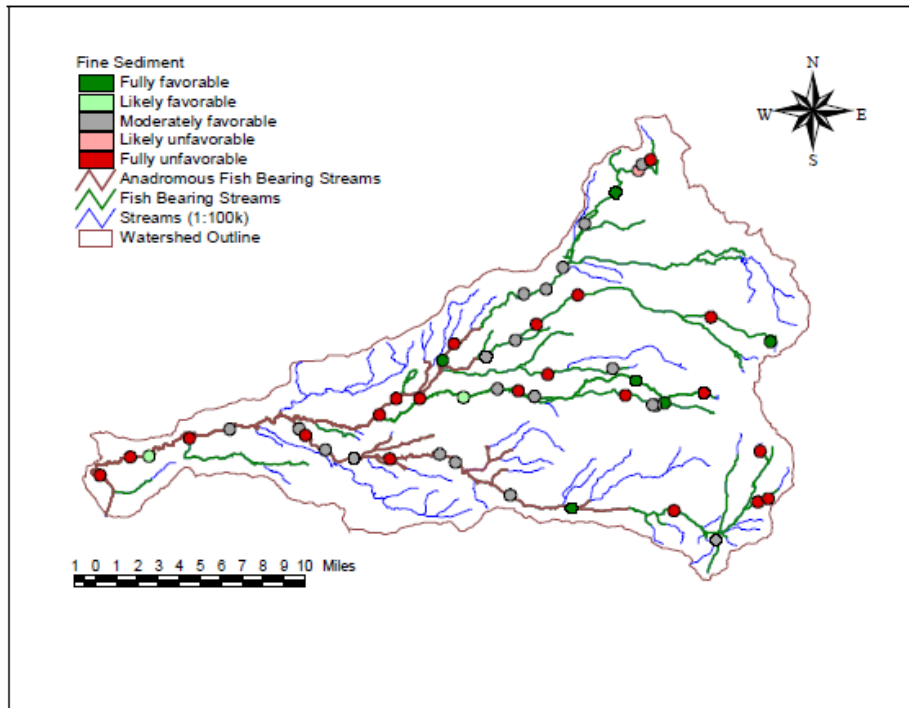 Fine Sediment
Fully favorable
Likely favorable
Moderately favorable
Likely unfavorable
Fully unfavorable
Anadromous Fish Bearing Streams
Fish Bearing Streams
Streams (1:100k)
Watershed Outline
N
W E
S
1 0 1 2 3 4 5 6 7 8 9 10 Miles